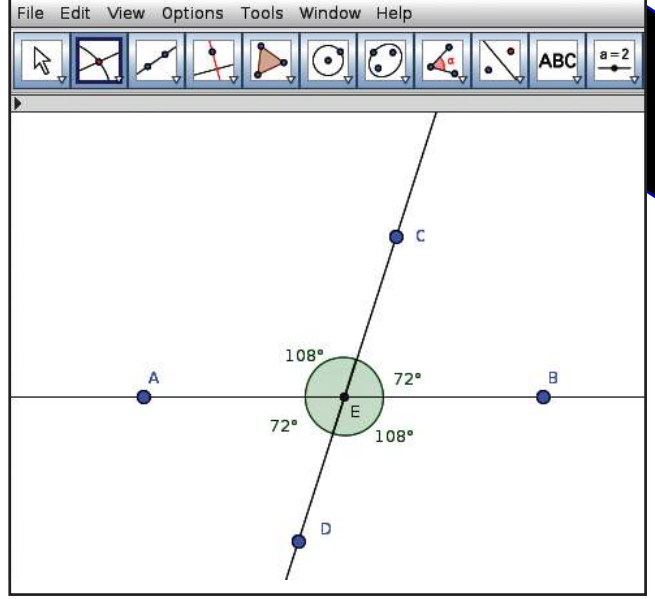 File Edit View Options Tools Window Help
α ABC a=2
C
108°
A 72° B
E
72° 108°
D